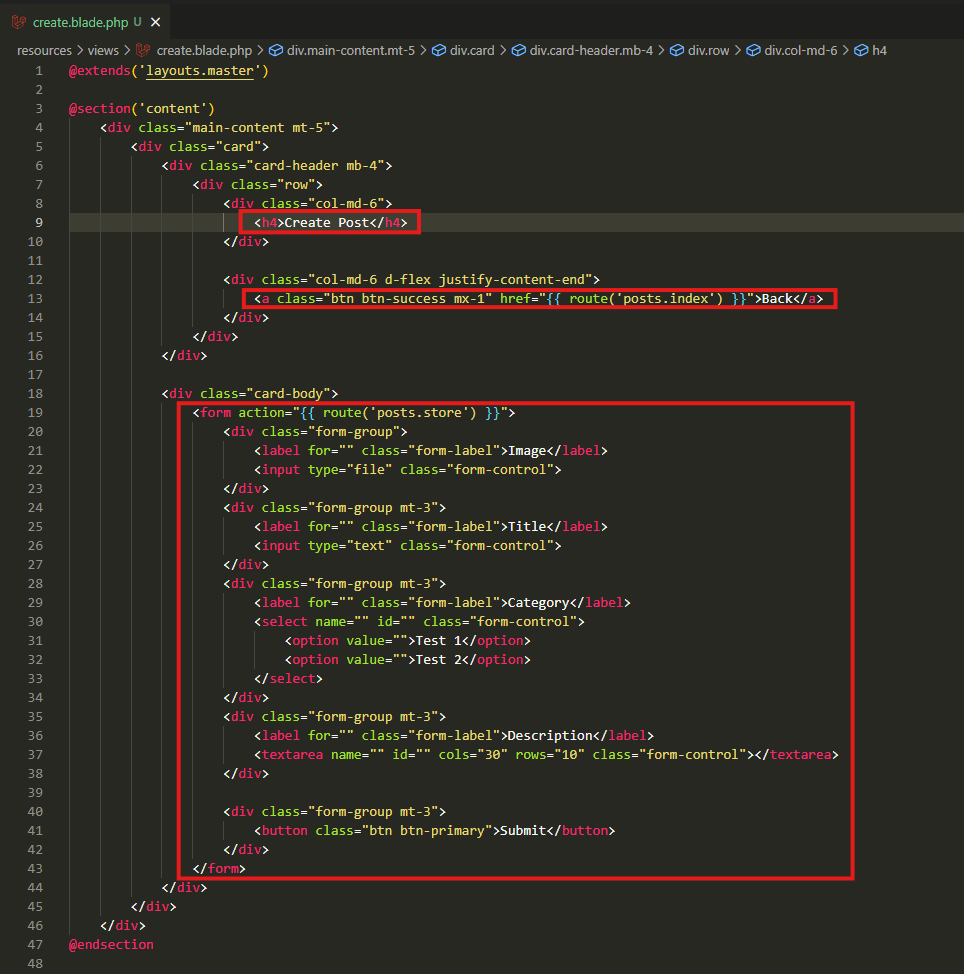 create.blade.php U ×
resources > views > create.blade.php > div.main-content.mt-5 > div.card > div.card-header.mb-4 > div.row > div.col-md-6 > h4
1 @extends('layouts.master')
2
3 @section('content')
4     <div class="main-content mt-5">
5         <div class="card">
6             <div class="card-header mb-4">
7                 <div class="row">
8                     <div class="col-md-6">
9                         <h4>Create Post</h4>
10                     </div>
11
12                     <div class="col-md-6 d-flex justify-content-end">
13                         <a class="btn btn-success mx-1" href="{{ route('posts.index') }}">Back</a>
14                     </div>
15                 </div>
16             </div>
17
18             <div class="card-body">
19                 <form action="{{ route('posts.store') }}">
20                     <div class="form-group">
21                         <label for="" class="form-label">Image</label>
22                         <input type="file" class="form-control">
23                     </div>
24                     <div class="form-group mt-3">
25                         <label for="" class="form-label">Title</label>
26                         <input type="text" class="form-control">
27                     </div>
28                     <div class="form-group mt-3">
29                         <label for="" class="form-label">Category</label>
30                         <select name="" id="" class="form-control">
31                             <option value="">Test 1</option>
32                             <option value="">Test 2</option>
33                         </select>
34                     </div>
35                     <div class="form-group mt-3">
36                         <label for="" class="form-label">Description</label>
37                         <textarea name="" id="" cols="30" rows="10" class="form-control"></textarea>
38                     </div>
39
40                     <div class="form-group mt-3">
41                         <button class="btn btn-primary">Submit</button>
42                     </div>
43                 </form>
44             </div>
45         </div>
46     </div>
47 @endsection
48